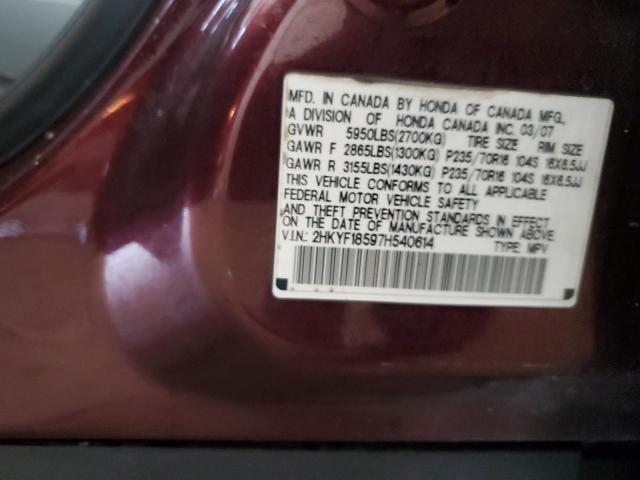 MFD. IN CANADA BY HONDA OF CANADA MFG.,
A DIVISION OF HONDA CANADA INC. 03/07
GVWR 5950LBS(2700KG) TIRE SIZE RIM SIZE
GAWR F 2865LBS(1300KG) P235/70R16 104S 16X6.5JJ
GAWR R 3155LBS(1430KG) P235/70R16 104S 16X6.5JJ
THIS VEHICLE CONFORMS TO ALL APPLICABLE
FEDERAL MOTOR VEHICLE SAFETY
AND THEFT PREVENTION STANDARDS IN EFFECT
ON THE DATE OF MANUFACTURE SHOWN ABOVE.
V.I.N.: 2HKYF18597H540614 TYPE: MPV